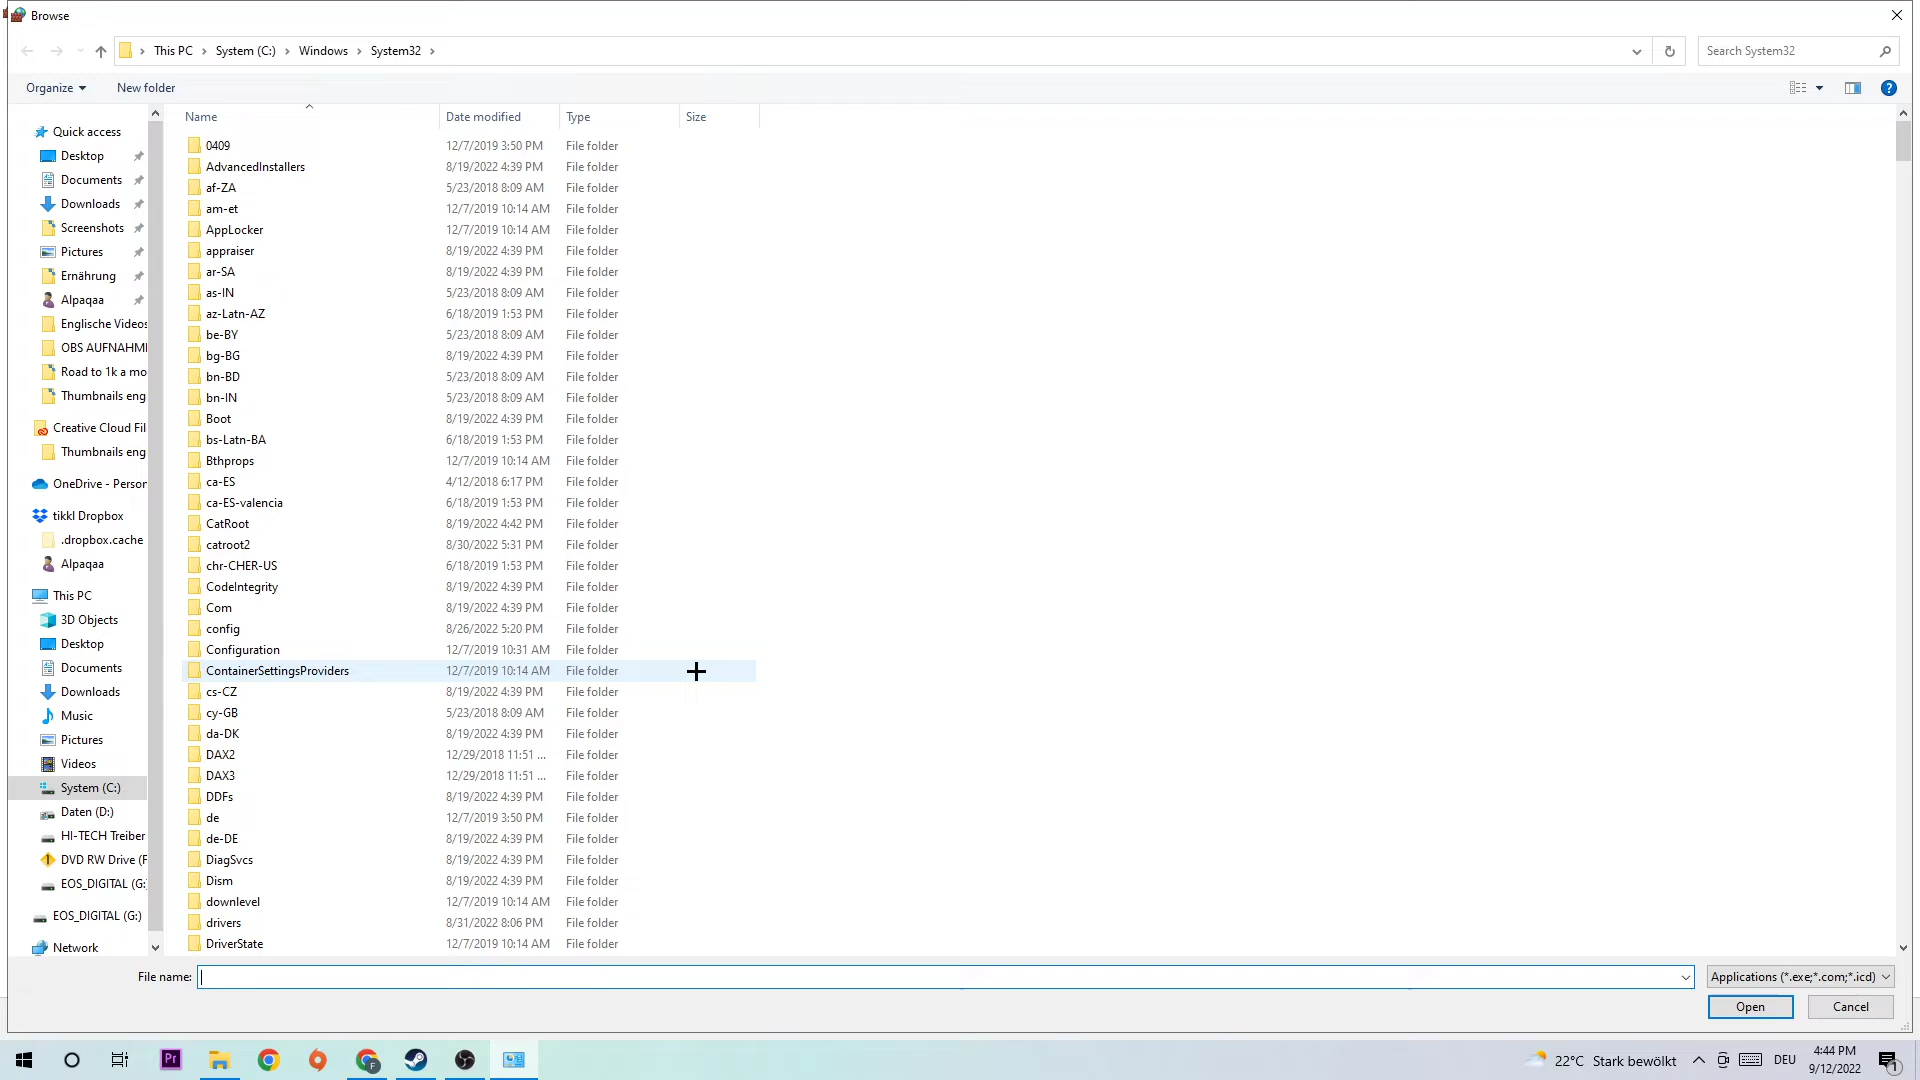 Browse
This PC
System (C:)
Windows
System32
Search System32
Organize
New folder
Name
Date modified
Type
Size
Quick access
Desktop
Documents
Downloads
Screenshots
Pictures
Ernährung
Alpaqaa
Englische Videos
OBS AUFNAHMI
Road to 1k a mo
Thumbnails eng
Creative Cloud Fil
Thumbnails eng
OneDrive - Person
tikkl Dropbox
.dropbox.cache
Alpaqaa
This PC
3D Objects
Desktop
Documents
Downloads
Music
Pictures
Videos
System (C:)
Daten (D:)
HI-TECH Treiber
DVD RW Drive (F
EOS_DIGITAL (G:
EOS_DIGITAL (G:)
Network
0409 12/7/2019 3:50 PM File folder
AdvancedInstallers 8/19/2022 4:39 PM File folder
af-ZA 5/23/2018 8:09 AM File folder
am-et 12/7/2019 10:14 AM File folder
AppLocker 12/7/2019 10:14 AM File folder
appraiser 8/19/2022 4:39 PM File folder
ar-SA 8/19/2022 4:39 PM File folder
as-IN 5/23/2018 8:09 AM File folder
az-Latn-AZ 6/18/2019 1:53 PM File folder
be-BY 5/23/2018 8:09 AM File folder
bg-BG 8/19/2022 4:39 PM File folder
bn-BD 5/23/2018 8:09 AM File folder
bn-IN 5/23/2018 8:09 AM File folder
Boot 8/19/2022 4:39 PM File folder
bs-Latn-BA 6/18/2019 1:53 PM File folder
Bthprops 12/7/2019 10:14 AM File folder
ca-ES 4/12/2018 6:17 PM File folder
ca-ES-valencia 6/18/2019 1:53 PM File folder
CatRoot 8/19/2022 4:42 PM File folder
catroot2 8/30/2022 5:31 PM File folder
chr-CHER-US 6/18/2019 1:53 PM File folder
CodeIntegrity 8/19/2022 4:39 PM File folder
Com 8/19/2022 4:39 PM File folder
config 8/26/2022 5:20 PM File folder
Configuration 12/7/2019 10:31 AM File folder
ContainerSettingsProviders 12/7/2019 10:14 AM File folder
cs-CZ 8/19/2022 4:39 PM File folder
cy-GB 5/23/2018 8:09 AM File folder
da-DK 8/19/2022 4:39 PM File folder
DAX2 12/29/2018 11:51 ... File folder
DAX3 12/29/2018 11:51 ... File folder
DDFs 8/19/2022 4:39 PM File folder
de 12/7/2019 3:50 PM File folder
de-DE 8/19/2022 4:39 PM File folder
DiagSvcs 8/19/2022 4:39 PM File folder
Dism 8/19/2022 4:39 PM File folder
downlevel 12/7/2019 10:14 AM File folder
drivers 8/31/2022 8:06 PM File folder
DriverState 12/7/2019 10:14 AM File folder
File name:
Applications (*.exe;*.com;*.icd)
Open
Cancel
Pr
F
22°C Stark bewölkt
DEU
4:44 PM
9/12/2022
1